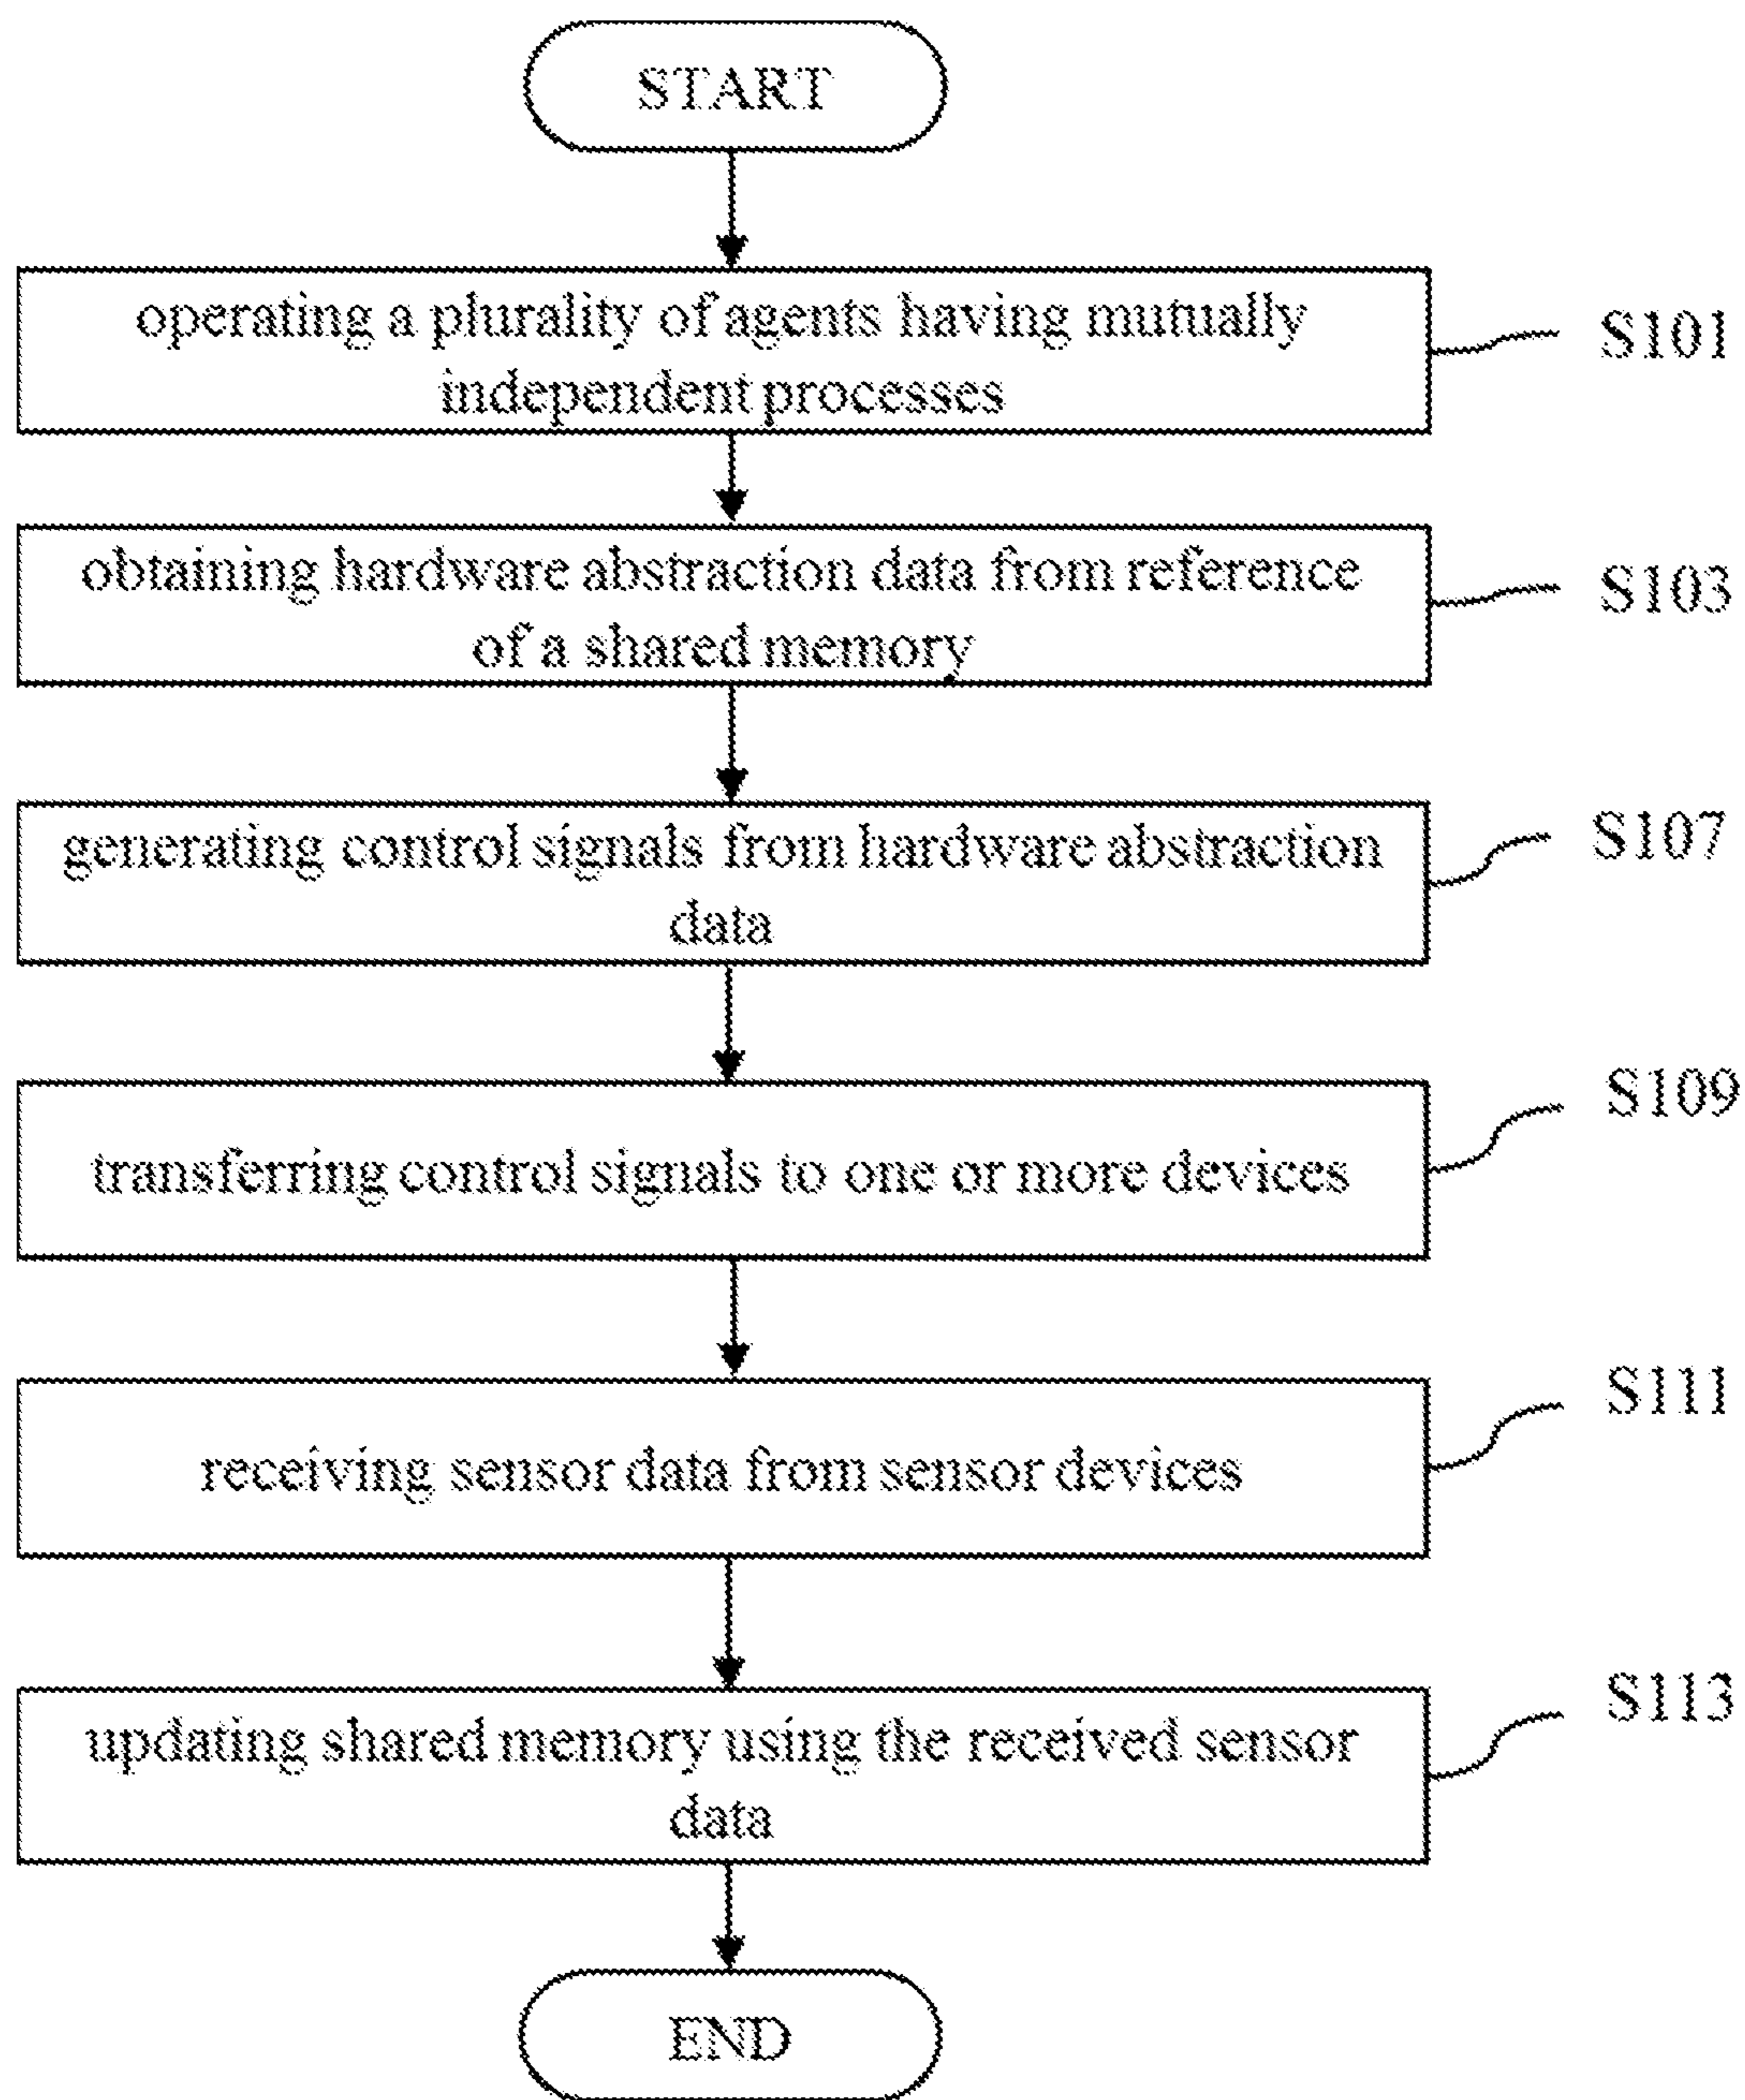 START
operating a plurality of agents having mutually
independent processes
S101
obtaining hardware abstraction data from reference
of a shared memory
S103
generating control signals from hardware abstraction
data
S107
transferring control signals to one or more devices
S109
receiving sensor data from sensor devices
S111
updating shared memory using the received sensor
data
S113
END